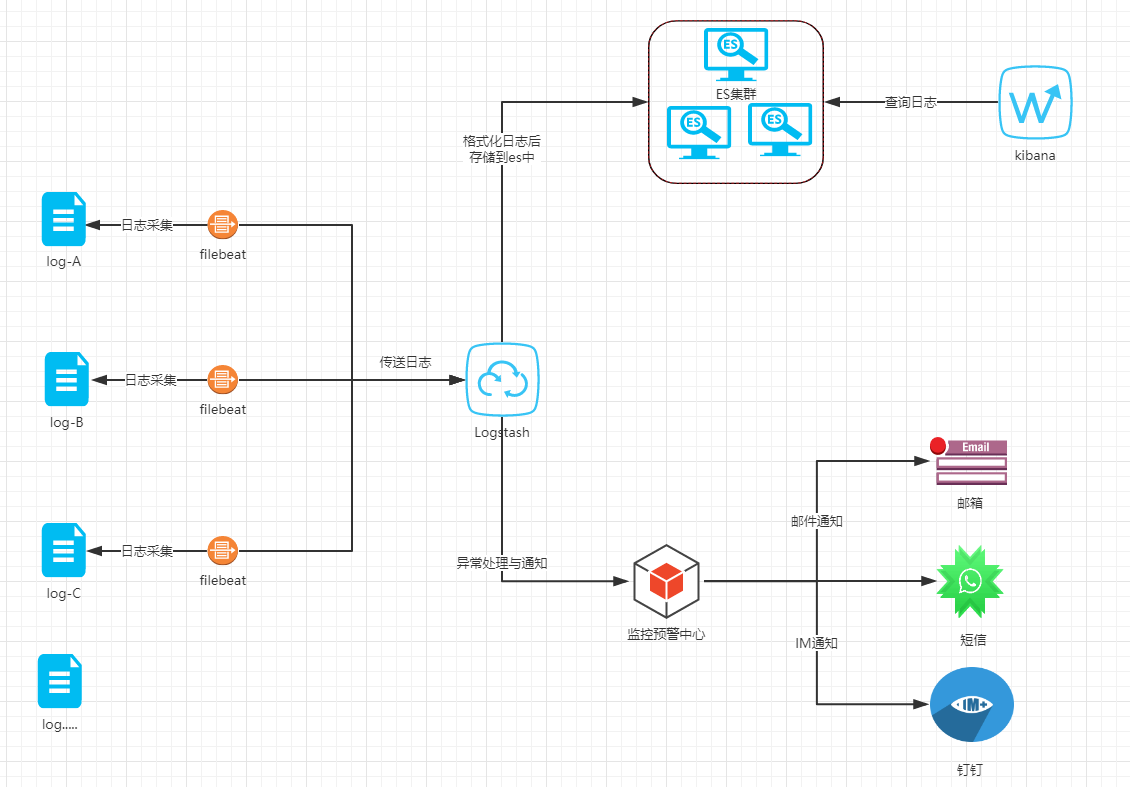 ES
ES集群
ES
ES
查询日志
kibana
格式化日志后
存储到es中
日志采集
filebeat
log-A
传送日志
日志采集
filebeat
log-B
Logstash
Email
邮箱
邮件通知
日志采集
filebeat
log-C
异常处理与通知
监控预警中心
短信
IM通知
log.....
IM+
钉钉